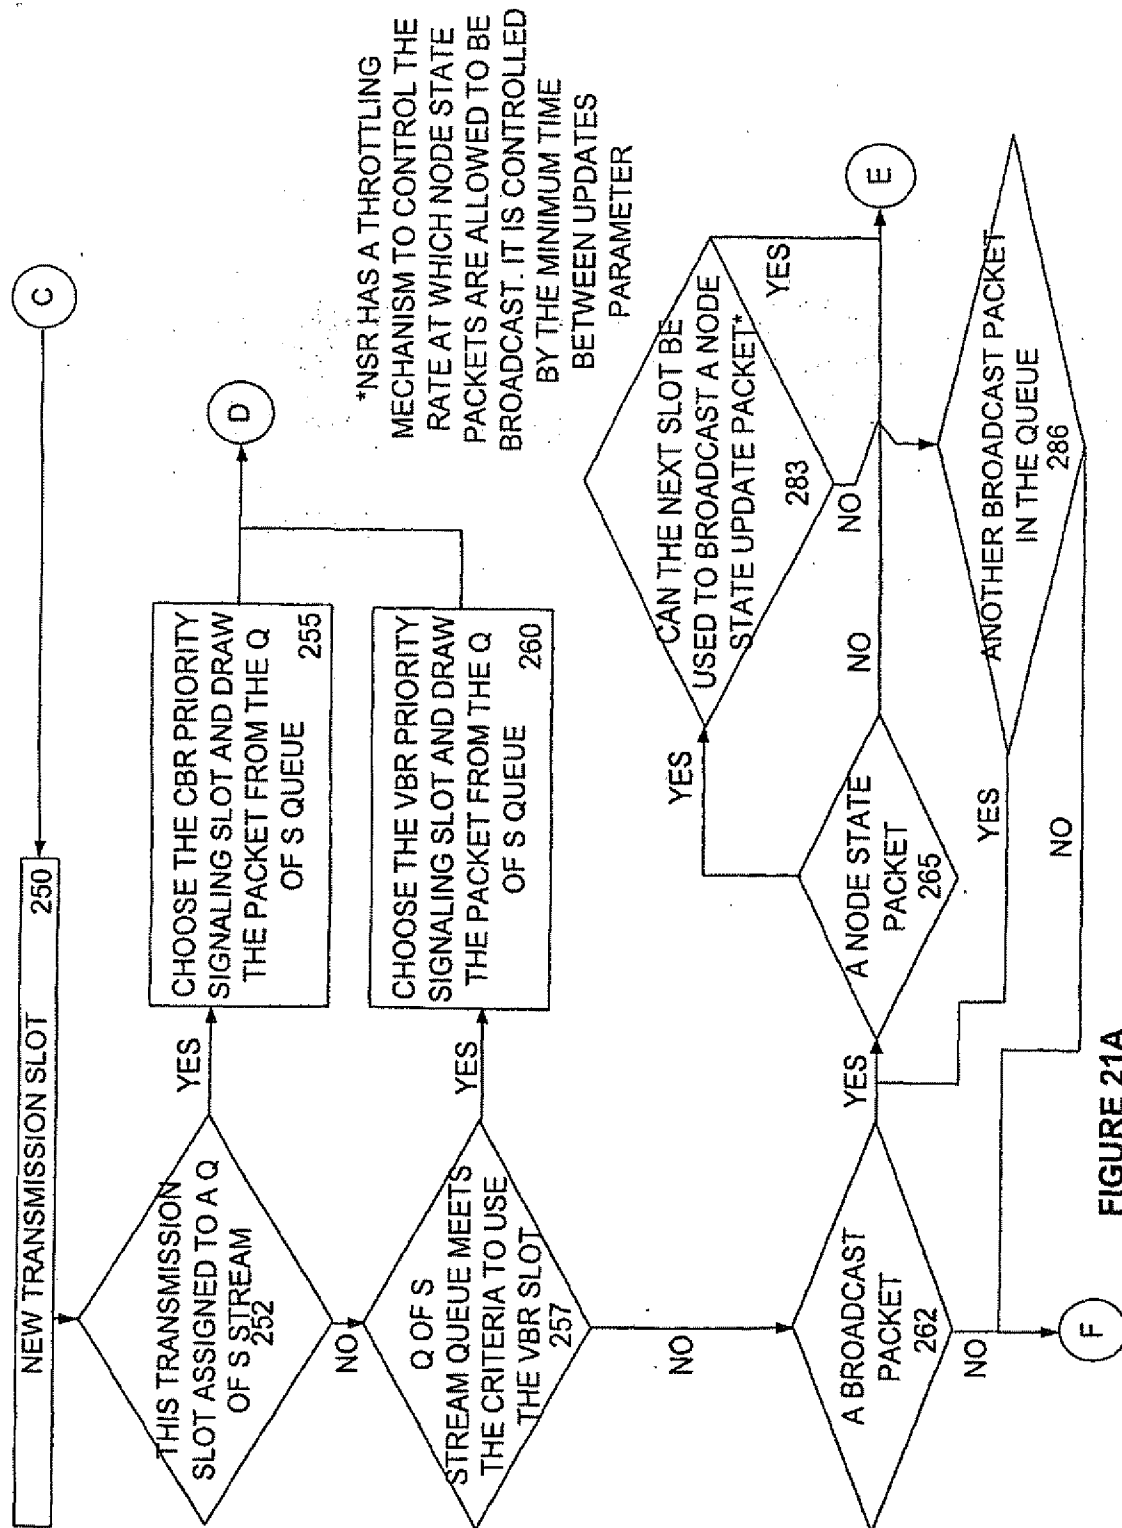 C
NEW TRANSMISSION SLOT 250
THIS TRANSMISSION
SLOT ASSIGNED TO A Q
OF S STREAM
252
YES
CHOOSE THE CBR PRIORITY
SIGNALING SLOT AND DRAW
THE PACKET FROM THE Q
OF S QUEUE 255
D
NO
Q OF S
STREAM QUEUE MEETS
THE CRITERIA TO USE
THE VBR SLOT
257
YES
CHOOSE THE VBR PRIORITY
SIGNALING SLOT AND DRAW
THE PACKET FROM THE Q
OF S QUEUE 260
*NSR HAS A THROTTLING
MECHANISM TO CONTROL THE
RATE AT WHICH NODE STATE
PACKETS ARE ALLOWED TO BE
BROADCAST. IT IS CONTROLLED
BY THE MINIMUM TIME
BETWEEN UPDATES
PARAMETER
NO
A BROADCAST
PACKET
262
YES
A NODE STATE
PACKET
265
YES
CAN THE NEXT SLOT BE
USED TO BROADCAST A NODE
STATE UPDATE PACKET*
283
YES
NO
NO
E
ANOTHER BROADCAST PACKET
IN THE QUEUE
286
YES
NO
NO
F
FIGURE 21A